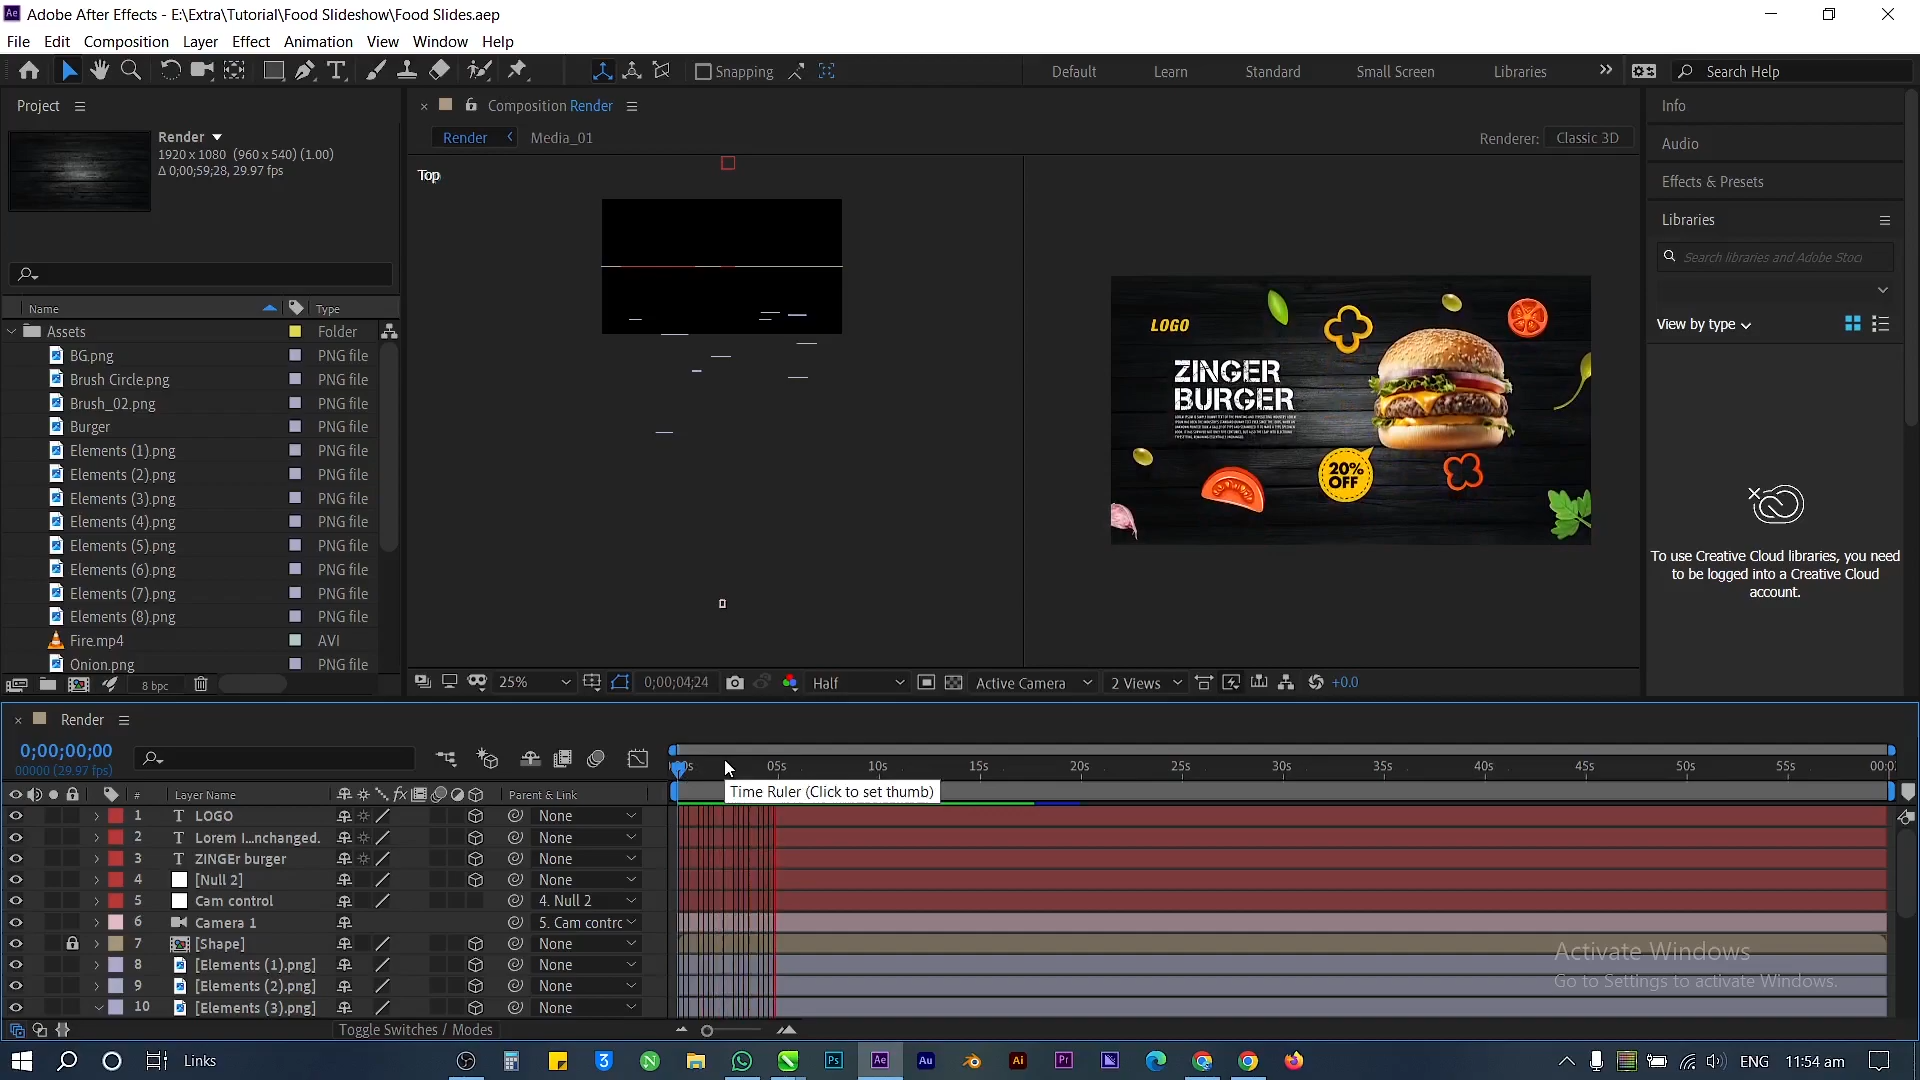 Adobe After Effects - E:\Extra\Tutorial\Food Slideshow\Food Slides.aep
File Edit Composition Layer Effect Animation View Window Help
Snapping
Default Learn Standard Small Screen Libraries
Search Help
Project
Render
1920 x 1080 (960 x 540) (1.00)
Δ 0;00;59;28, 29.97 fps
Name Type
Assets Folder
BG.png PNG file
Brush Circle.png PNG file
Brush_02.png PNG file
Burger PNG file
Elements (1).png PNG file
Elements (2).png PNG file
Elements (3).png PNG file
Elements (4).png PNG file
Elements (5).png PNG file
Elements (6).png PNG file
Elements (7).png PNG file
Elements (8).png PNG file
Fire.mp4 AVI
Onion.png PNG file
8 bpc
Composition Render
Render Media_01
Renderer: Classic 3D
Top
LOGO
ZINGER
BURGER
20%
OFF
25% 0;00;04;24 Half Active Camera 2 Views +0.0
Info
Audio
Effects & Presets
Libraries
Search libraries and Adobe Stoc
View by type
To use Creative Cloud libraries, you need
to be logged into a Creative Cloud
account.
Render
0;00;00;00
00000 (29.97 fps)
05s 10s 15s 20s 25s 30s 35s 40s 45s 50s 55s
# Layer Name Parent & Link
Time Ruler (Click to set thumb)
1 LOGO None
2 Lorem I...nchanged. None
3 ZINGEr burger None
4 [Null 2] None
5 Cam control 4. Null 2
6 Camera 1 5. Cam contrc
7 [Shape] None
8 [Elements (1).png] None
9 [Elements (2).png] None
10 [Elements (3).png] None
Toggle Switches / Modes
Activate Windows
Go to Settings to activate Windows.
Links
ENG 11:54 am